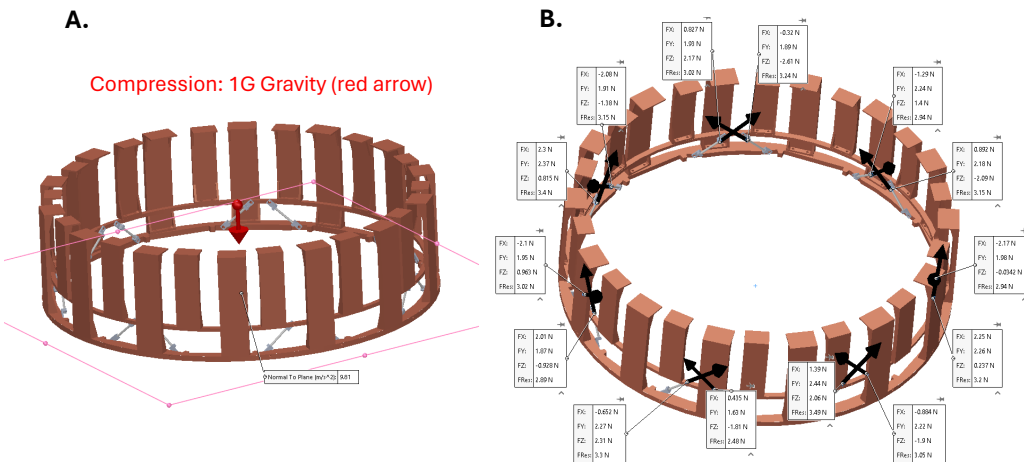 A.
B.
Compression: 1G Gravity (red arrow)
Normal To Plane (m/s^2): 9.81
FX: 0.827 N
FY: 1.93 N
FZ: 2.17 N
FRes: 3.02 N
FX: -0.32 N
FY: 1.89 N
FZ: -2.61 N
FRes: 3.24 N
FX: -2.08 N
FY: 1.91 N
FZ: -1.38 N
FRes: 3.15 N
FX: -1.29 N
FY: 2.24 N
FZ: 1.4 N
FRes: 2.94 N
FX: 2.3 N
FY: 2.37 N
FZ: 0.815 N
FRes: 3.4 N
FX: 0.892 N
FY: 2.18 N
FZ: -2.09 N
FRes: 3.15 N
FX: -2.1 N
FY: 1.95 N
FZ: 0.963 N
FRes: 3.02 N
FX: -2.17 N
FY: 1.98 N
FZ: -0.0342 N
FRes: 2.94 N
FX: 2.01 N
FY: 1.87 N
FZ: -0.928 N
FRes: 2.89 N
FX: 2.25 N
FY: 2.26 N
FZ: 0.237 N
FRes: 3.2 N
FX: -0.652 N
FY: 2.27 N
FZ: 2.31 N
FRes: 3.3 N
FX: 0.435 N
FY: 1.63 N
FZ: -1.81 N
FRes: 2.48 N
FX: 1.39 N
FY: 2.44 N
FZ: 2.06 N
FRes: 3.49 N
FX: -0.884 N
FY: 2.22 N
FZ: -1.9 N
FRes: 3.05 N